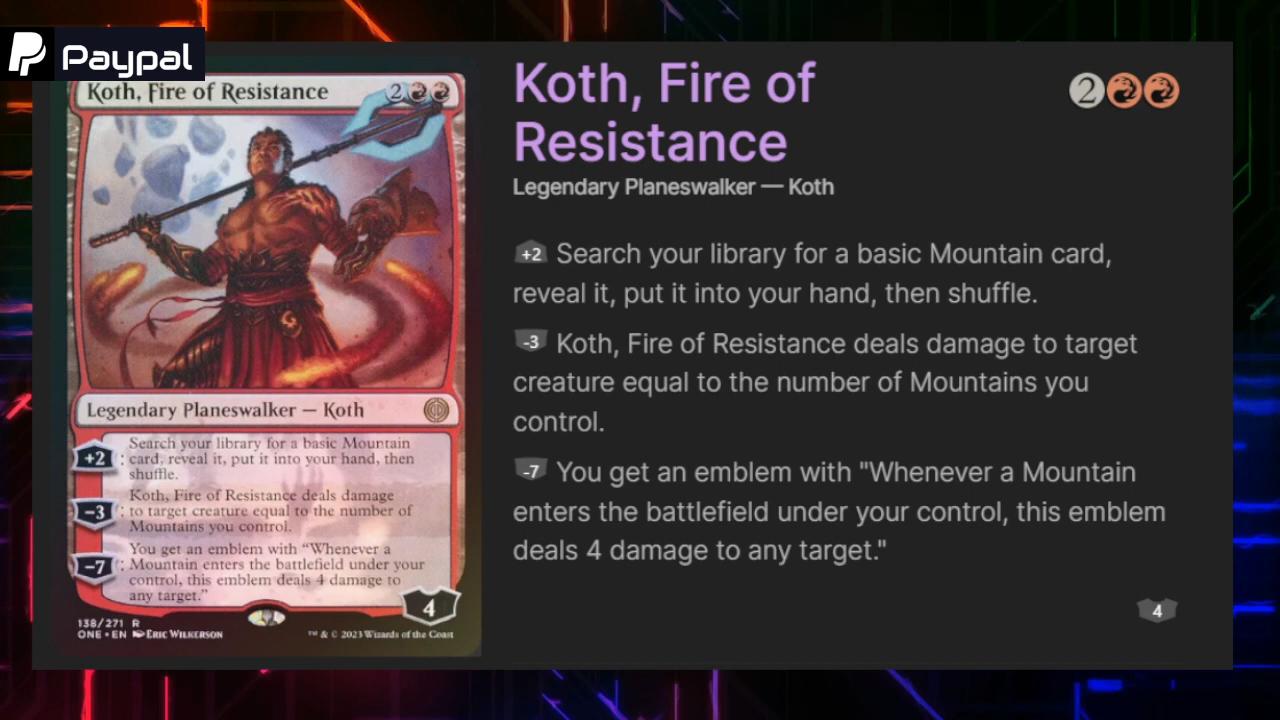 Paypal
Koth, Fire of Resistance
2
Legendary Planeswalker — Koth
+2 : Search your library for a basic Mountain
card, reveal it, put it into your hand, then
shuffle.
−3 : Koth, Fire of Resistance deals damage
to target creature equal to the number of
Mountains you control.
−7 : You get an emblem with “Whenever a
Mountain enters the battlefield under your
control, this emblem deals 4 damage to
any target.”
4
138/271 R
ONE • EN Eric Wilkerson
™ & © 2023 Wizards of the Coast
Koth, Fire of
Resistance
2
Legendary Planeswalker — Koth
+2 Search your library for a basic Mountain card,
reveal it, put it into your hand, then shuffle.
-3 Koth, Fire of Resistance deals damage to target
creature equal to the number of Mountains you
control.
-7 You get an emblem with "Whenever a Mountain
enters the battlefield under your control, this emblem
deals 4 damage to any target."
4